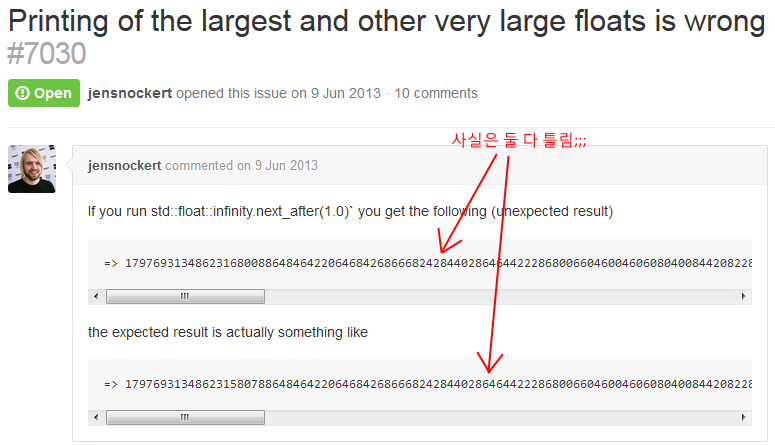 Printing of the largest and other very large floats is wrong
#7030
Open jensnockert opened this issue on 9 Jun 2013 · 10 comments
사실은 둘 다 틀림;;;
jensnockert commented on 9 Jun 2013
If you run std::float::infinity.next_after(1.0)` you get the following (unexpected result)
=> 179769313486231680088648464220646842686668242844028646442228680066046004606080400844208228
the expected result is actually something like
=> 179769313486231580788648464220646842686668242844028646442228680066046004606080400844208228